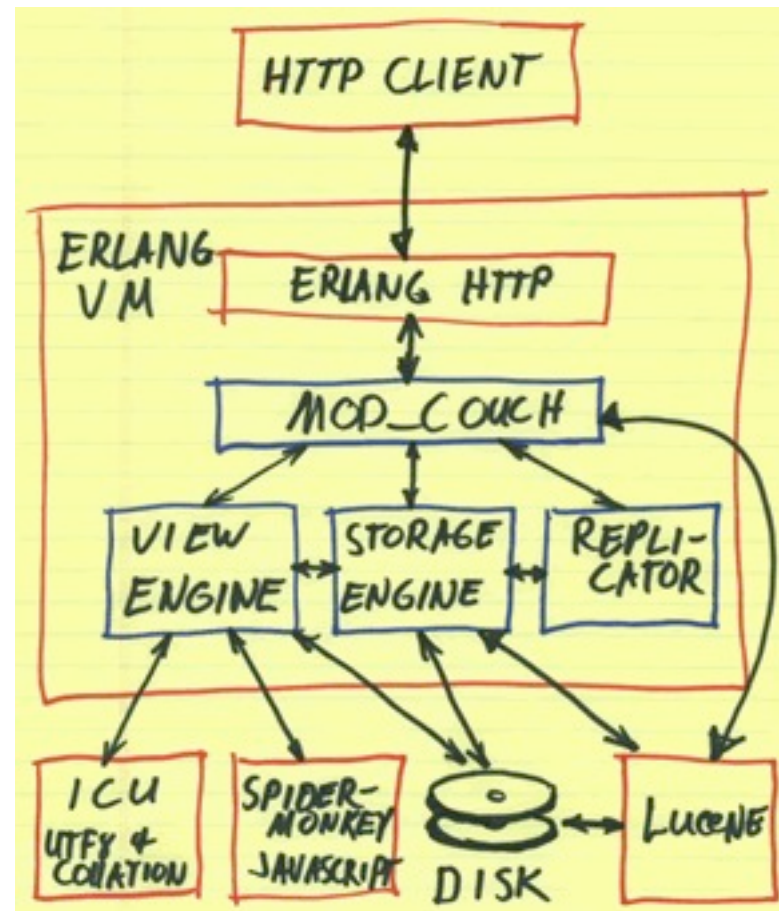 HTTP CLIENT
ERLANG
VM
ERLANG HTTP
MOD_COUCH
VIEW
ENGINE
STORAGE
ENGINE
REPLI-
CATOR
ICU
UTF8 &
COLLATION
SPIDER-
MONKEY
JAVASCRIPT
DISK
LUCENE